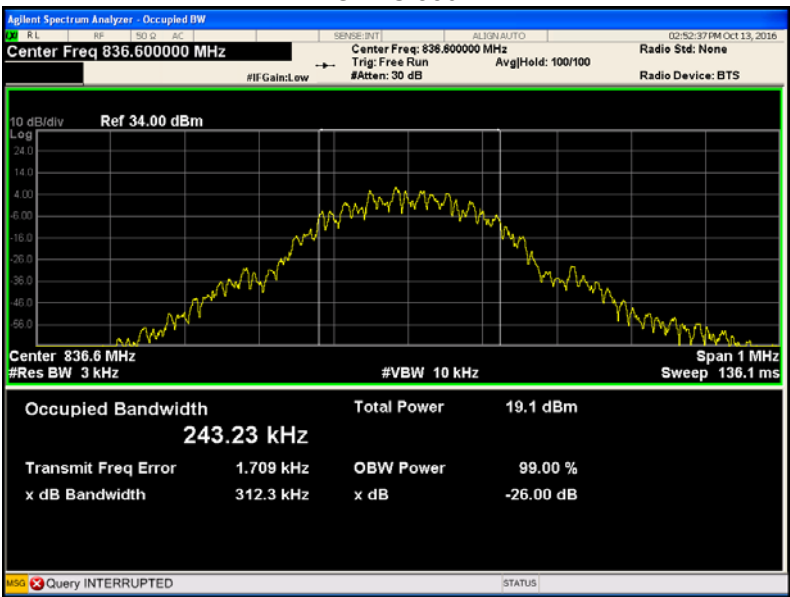 Agilent Spectrum Analyzer - Occupied BW
RL RF 50 Ω AC SENSE:INT ALIGNAUTO 02:52:37PM Oct 13, 2016
Center Freq 836.600000 MHz Center Freq: 836.600000 MHz Radio Std: None
Trig: Free Run Avg|Hold: 100/100
#IFGain:Low #Atten: 30 dB Radio Device: BTS
10 dB/div Ref 34.00 dBm
Log
24.0
14.0
4.00
-6.00
-16.0
-26.0
-36.0
-46.0
-56.0
Center 836.6 MHz Span 1 MHz
#Res BW 3 kHz #VBW 10 kHz Sweep 136.1 ms
Occupied Bandwidth Total Power 19.1 dBm
243.23 kHz
Transmit Freq Error 1.709 kHz OBW Power 99.00 %
x dB Bandwidth 312.3 kHz x dB -26.00 dB
MSG Query INTERRUPTED STATUS